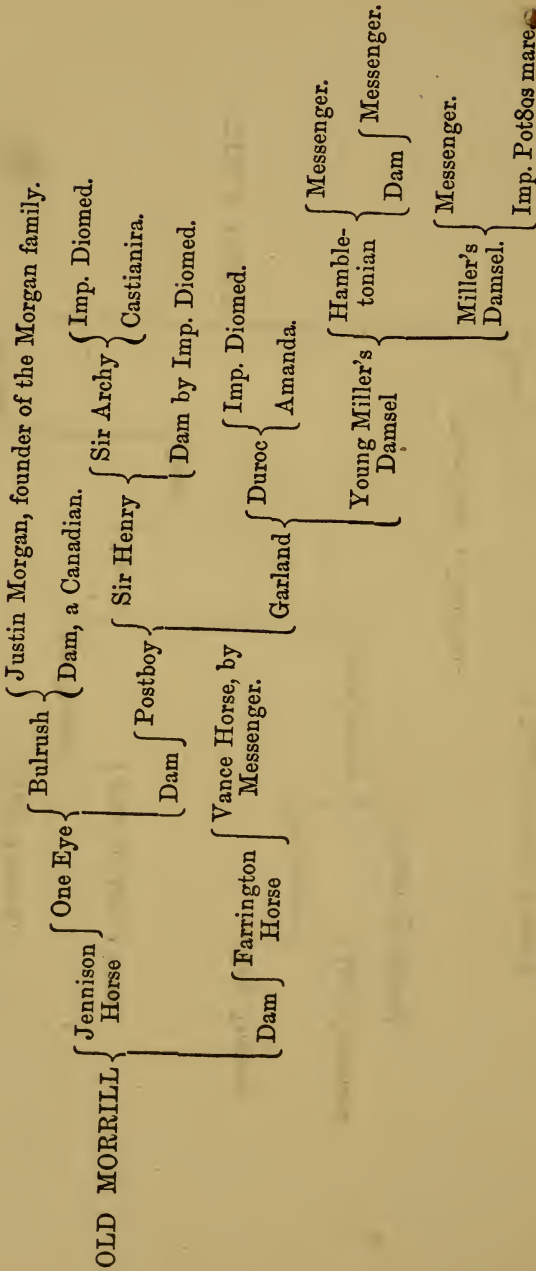 Justin Morgan, founder of the Morgan family.
Bulrush
Dam, a Canadian.
One Eye
Imp. Diomed.
Jennison
Horse
Sir Archy
OLD MORRILL
Castianira.
Sir Henry
Postboy
Dam by Imp. Diomed.
Dam
Vance Horse, by
Messenger.
Imp. Diomed.
Farrington
Horse
Duroc
Dam
Garland
Amanda.
Messenger.
Hamble-
tonian
Young Miller's
Damsel
Dam
Messenger.
Messenger.
Miller's
Damsel.
Imp. Pot8os mare.